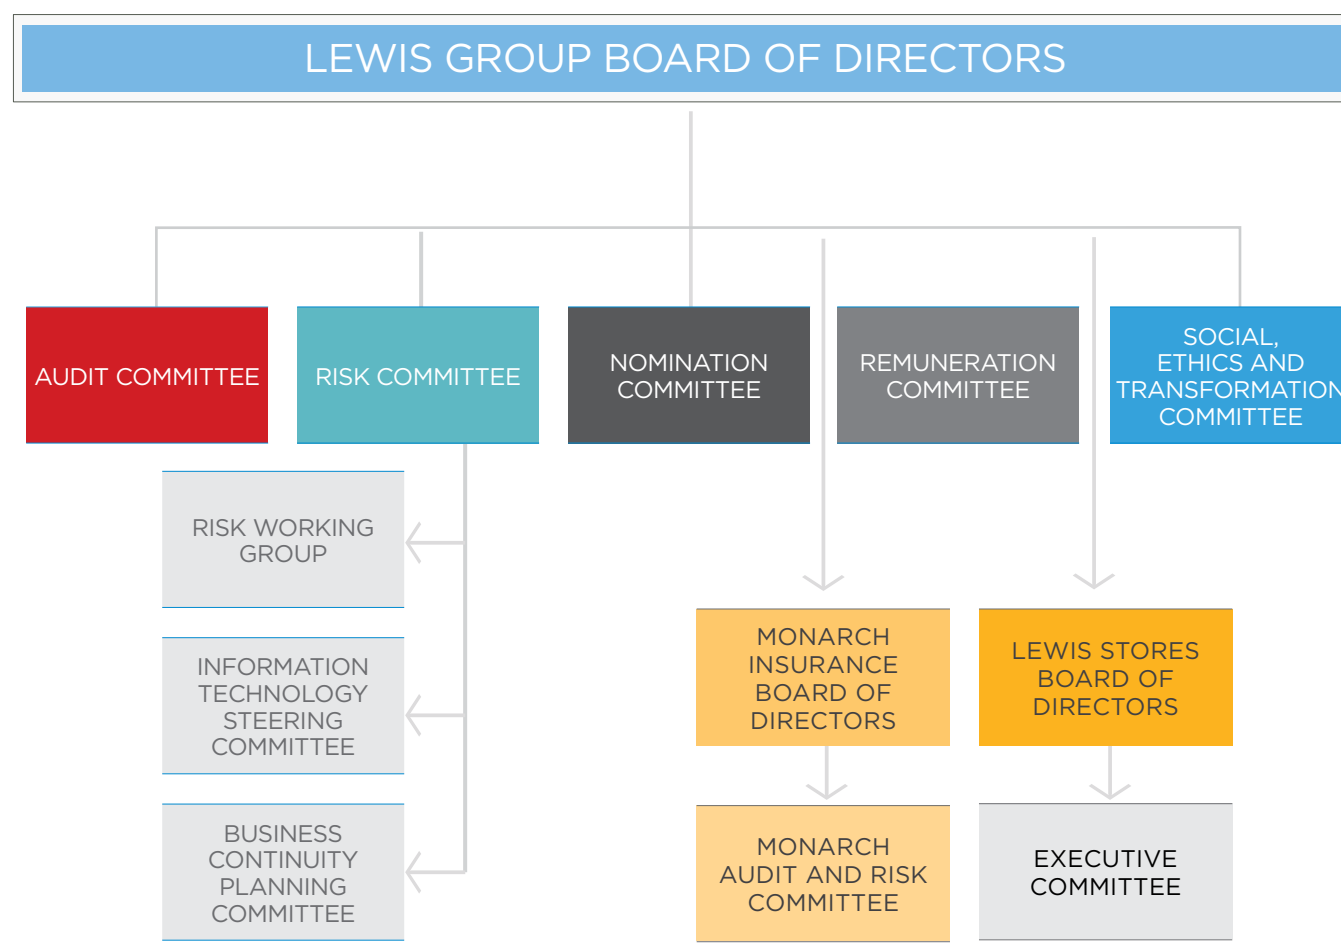 LEWIS GROUP BOARD OF DIRECTORS
AUDIT COMMITTEE
RISK COMMITTEE
NOMINATION
COMMITTEE
REMUNERATION
COMMITTEE
SOCIAL,
ETHICS AND
TRANSFORMATION
COMMITTEE
RISK WORKING
GROUP
INFORMATION
TECHNOLOGY
STEERING
COMMITTEE
BUSINESS
CONTINUITY
PLANNING
COMMITTEE
MONARCH
INSURANCE
BOARD OF
DIRECTORS
LEWIS STORES
BOARD OF
DIRECTORS
MONARCH
AUDIT AND RISK
COMMITTEE
EXECUTIVE
COMMITTEE